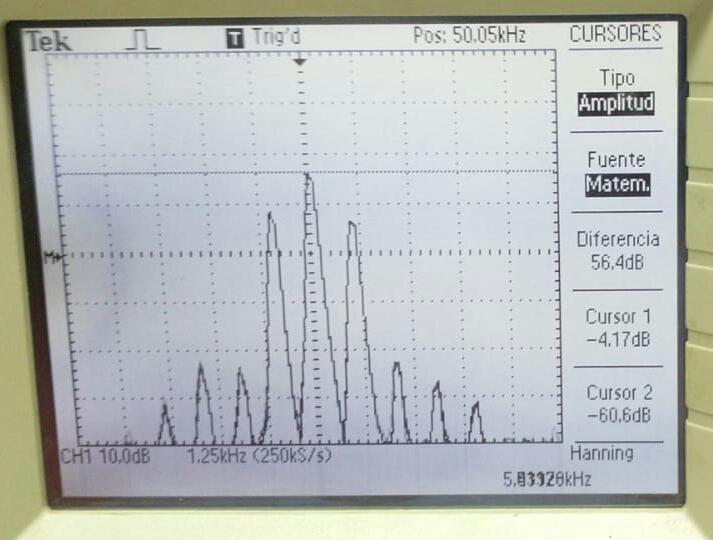 Tek T Trig'd Pos: 50.05kHz CURSORES
Tipo
Amplitud
Fuente
Matem.
M
Diferencia
56.4dB
Cursor 1
-4.17dB
Cursor 2
-60.6dB
CH1 10.0dB 1.25kHz (250kS/s) Hanning